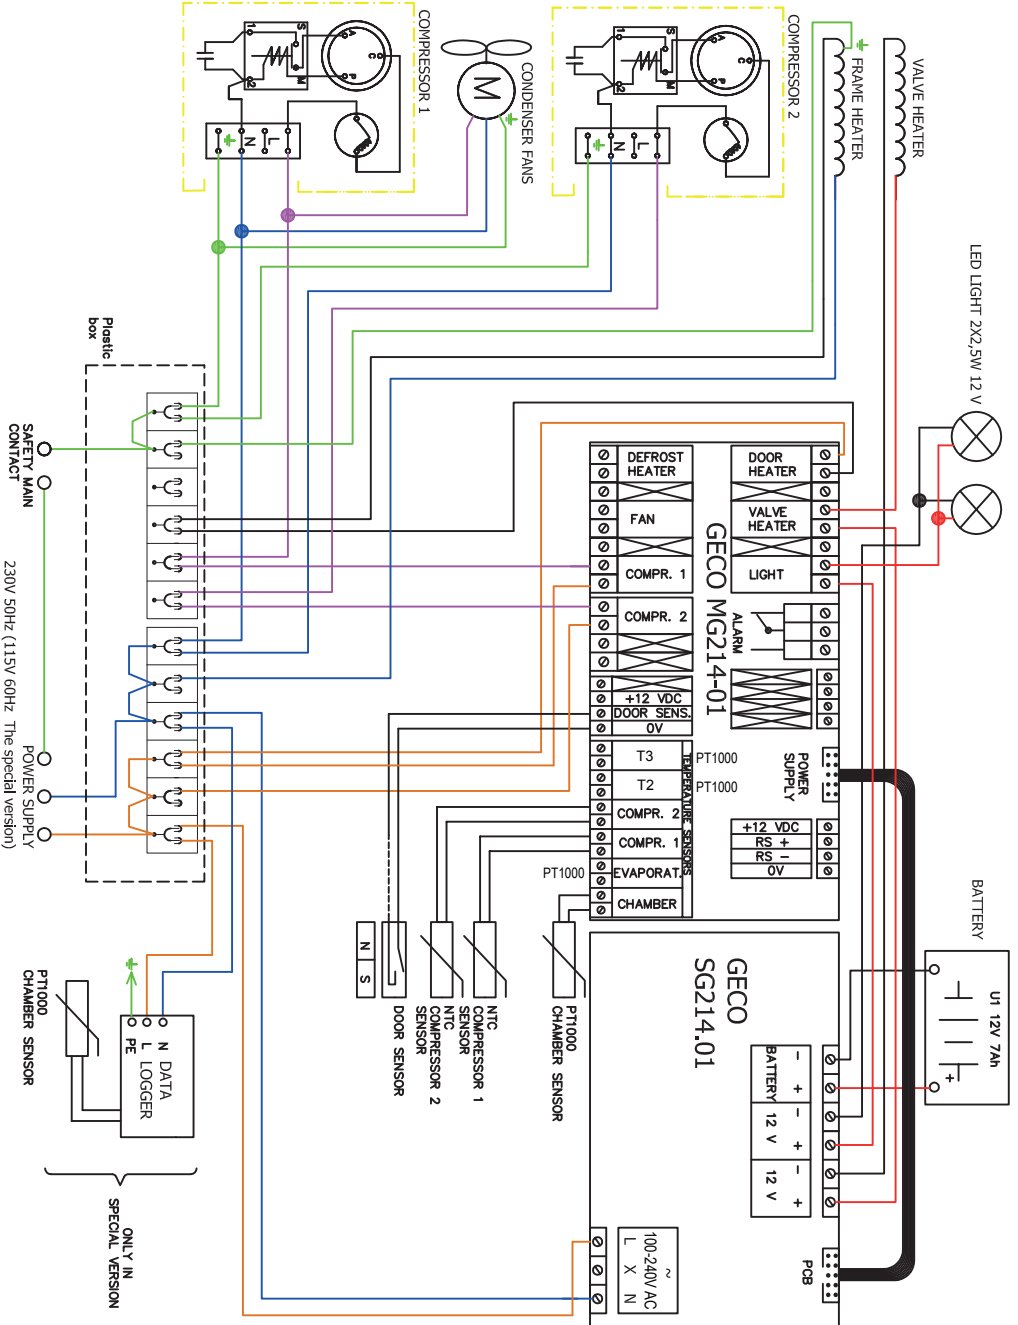 COMPRESSOR 1
S
1
M
2
A
C
P
L
N
CONDENSER FANS
M
COMPRESSOR 2
S
1
M
2
A
C
P
L
N
FRAME HEATER
VALVE HEATER
LED LIGHT 2X2,5W 12 V
Plastic
box
SAFETY MAIN
CONTACT
230V 50Hz (115V 60Hz The special version)
POWER SUPPLY
DEFROST
HEATER
FAN
COMPR. 1
COMPR. 2
+12 VDC
DOOR SENS.
0V
T3
T2
COMPR. 2
COMPR. 1
EVAPORAT.
CHAMBER
TEMPERATURE SENSORS
PT1000
PT1000
PT1000
GECO MG214-01
DOOR
HEATER
VALVE
HEATER
LIGHT
ALARM
POWER
SUPPLY
+12 VDC
RS +
RS -
0V
BATTERY
U1 12V 7Ah
+
GECO
SG214.01
- +
BATTERY
- +
12 V
- +
12 V
PCB
~
100-240V AC
L X N
PT1000
CHAMBER SENSOR
NTC
COMPRESSOR 1
SENSOR
NTC
COMPRESSOR 2
SENSOR
DOOR SENSOR
N S
PT1000
CHAMBER SENSOR
N
L
PE
DATA
LOGGER
ONLY IN
SPECIAL VERSION